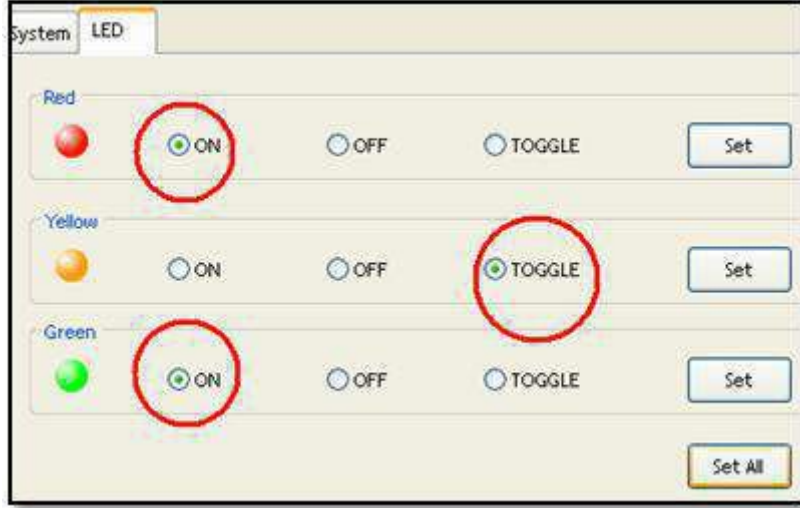 System LED
Red
ON OFF TOGGLE Set
Yellow
ON OFF TOGGLE Set
Green
ON OFF TOGGLE Set
Set All